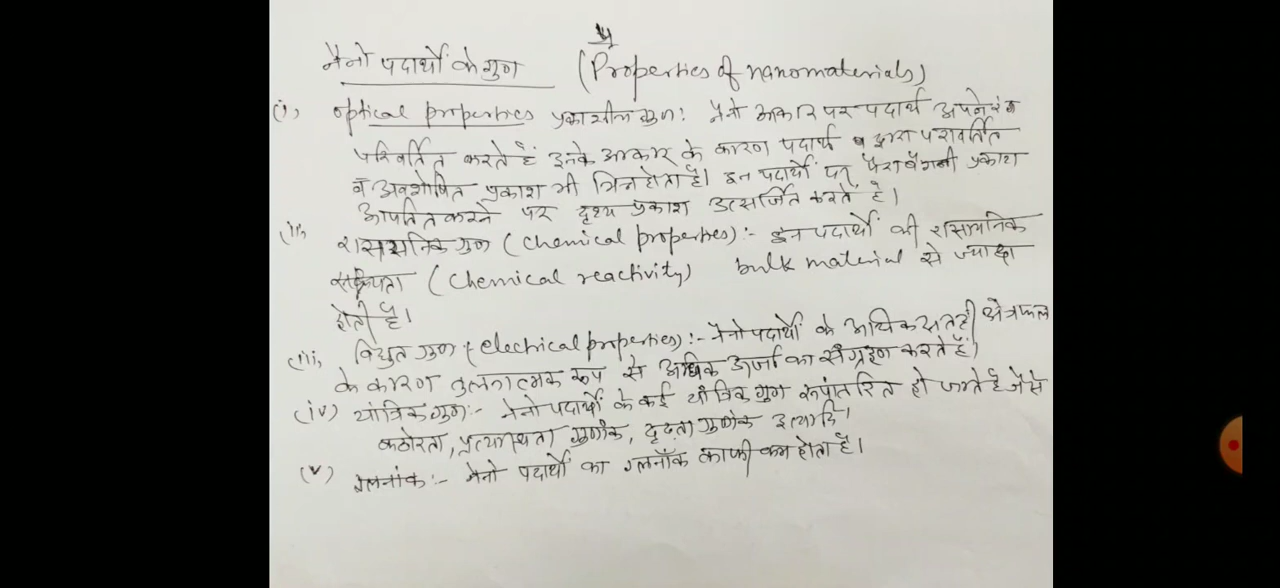 4
नैनो पदार्थों के गुण (Properties of nanomaterials)
(i) optical properties प्रकाशीय गुण: नैनो आकार पर पदार्थ अपने रंग
परिवर्तित करते हैं इनके आकार के कारण पदार्थ द्वारा परावर्तित
व अवशोषित प्रकाश भी भिन्न होता है। इन पदार्थों पर पैराबैंगनी प्रकाश
आपतित करने पर दृश्य प्रकाश उत्सर्जित करते है।
(ii) रासायनिक गुण (Chemical properties):- इन पदार्थों की रासायनिक
सक्रियता (Chemical reactivity) bulk material से ज्यादा
होती है।
(iii) विद्युत गुण (electrical properties):- नैनो पदार्थों के अधिक सतही क्षेत्रफल
के कारण तुलनात्मक रूप से अधिक ऊर्जा का संग्रहण करते हैं।
(iv) यांत्रिक गुण:- नैनो पदार्थों के कई यांत्रिक गुण रूपांतरित हो जाते है जैसे
कठोरता, प्रत्यास्थता गुणांक, दृढ़ता गुणांक इत्यादि।
(v) गलनांक:- नैनो पदार्थों का गलनाँक काफी कम होता है।